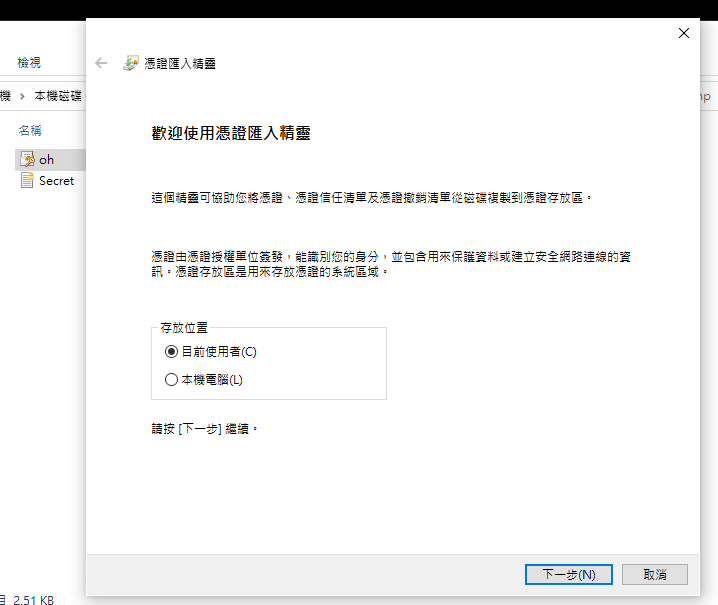 檢視
機 › 本機磁碟
名稱
oh
Secret
憑證匯入精靈
歡迎使用憑證匯入精靈
這個精靈可協助您將憑證、憑證信任清單及憑證撤銷清單從磁碟複製到憑證存放區。
憑證由憑證授權單位簽發，能識別您的身分，並包含用來保護資料或建立安全網路連線的資
訊。憑證存放區是用來存放憑證的系統區域。
存放位置
目前使用者(C)
本機電腦(L)
請按 [下一步] 繼續。
下一步(N)
取消
2.51 KB